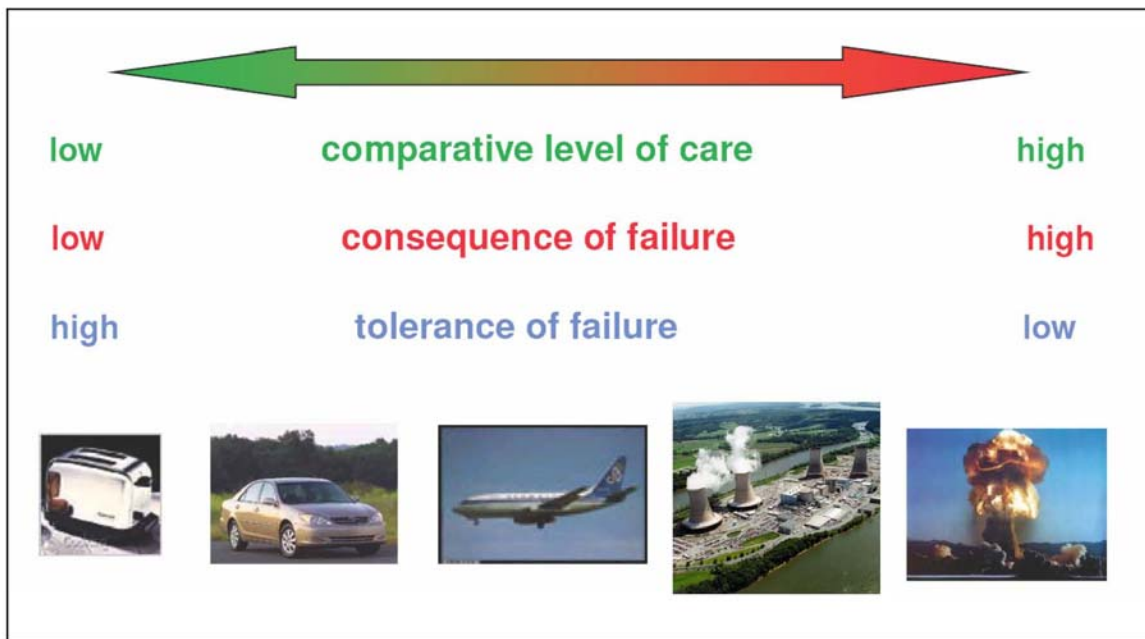 low comparative level of care high
low consequence of failure high
high tolerance of failure low